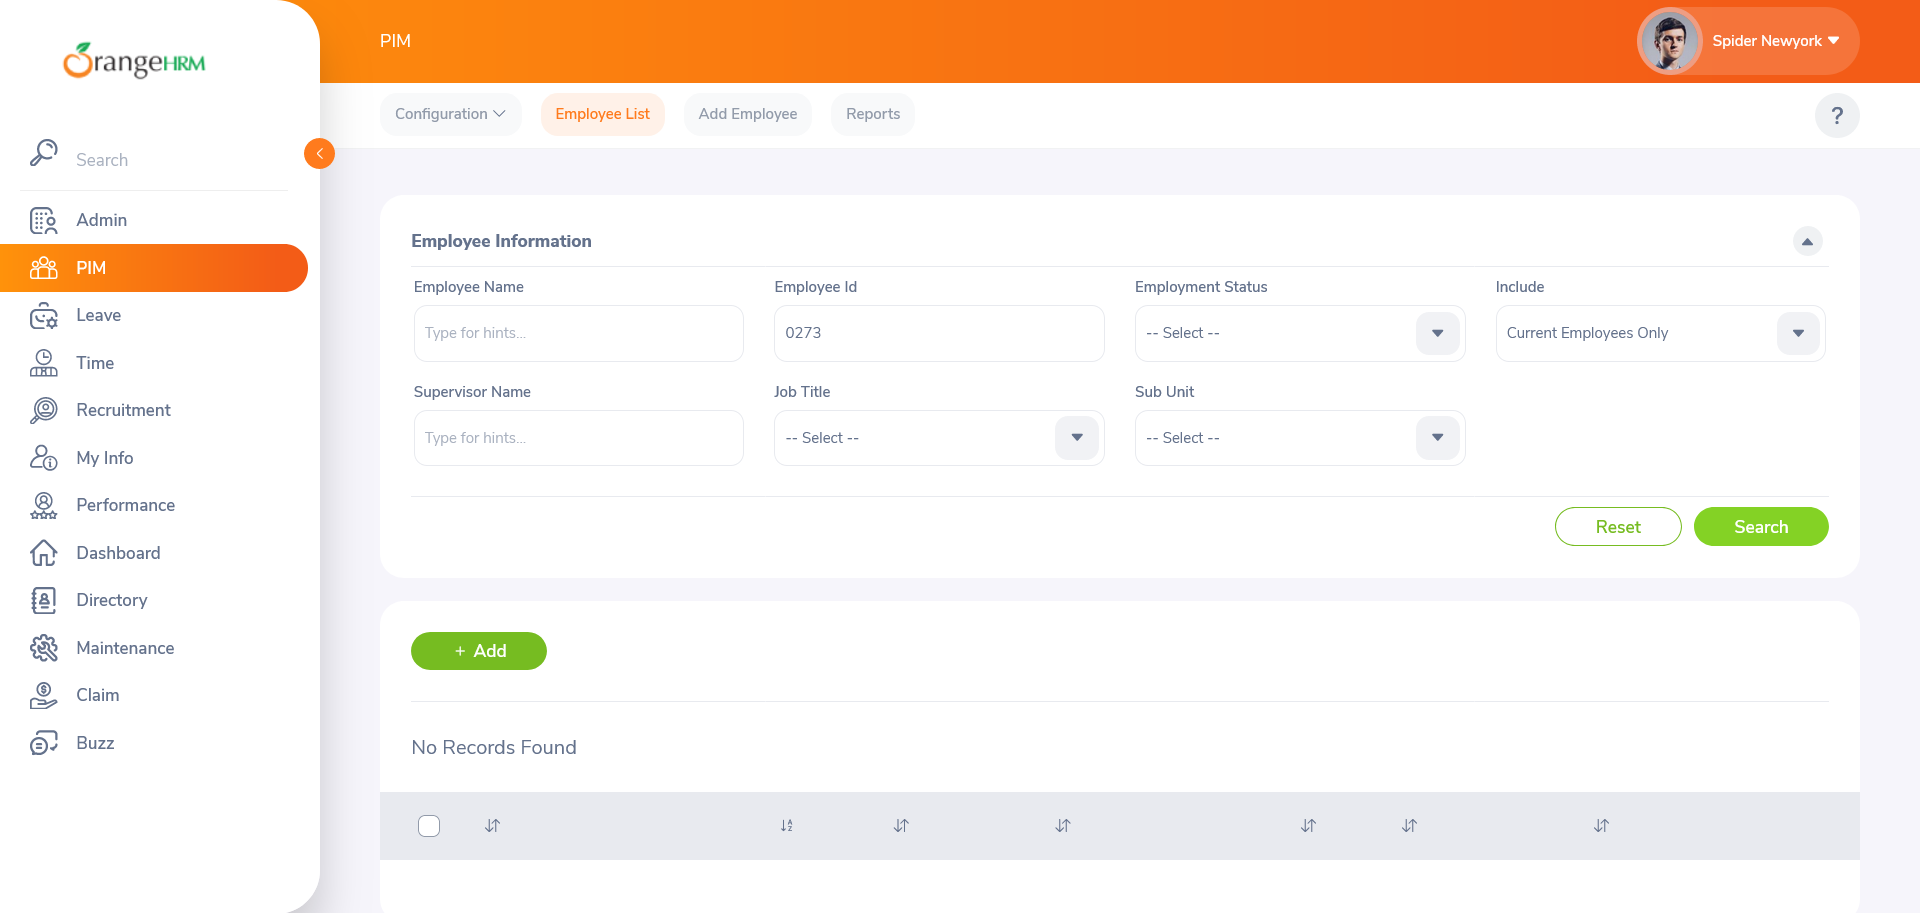 OrangeHRM
PIM
Spider Newyork
Configuration
Employee List
Add Employee
Reports
?
Search
Admin
PIM
Leave
Time
Recruitment
My Info
Performance
Dashboard
Directory
Maintenance
Claim
Buzz
Employee Information
Employee Name
Employee Id
Employment Status
Include
Type for hints...
0273
-- Select --
Current Employees Only
Supervisor Name
Job Title
Sub Unit
Type for hints...
-- Select --
-- Select --
Reset
Search
+ Add
No Records Found